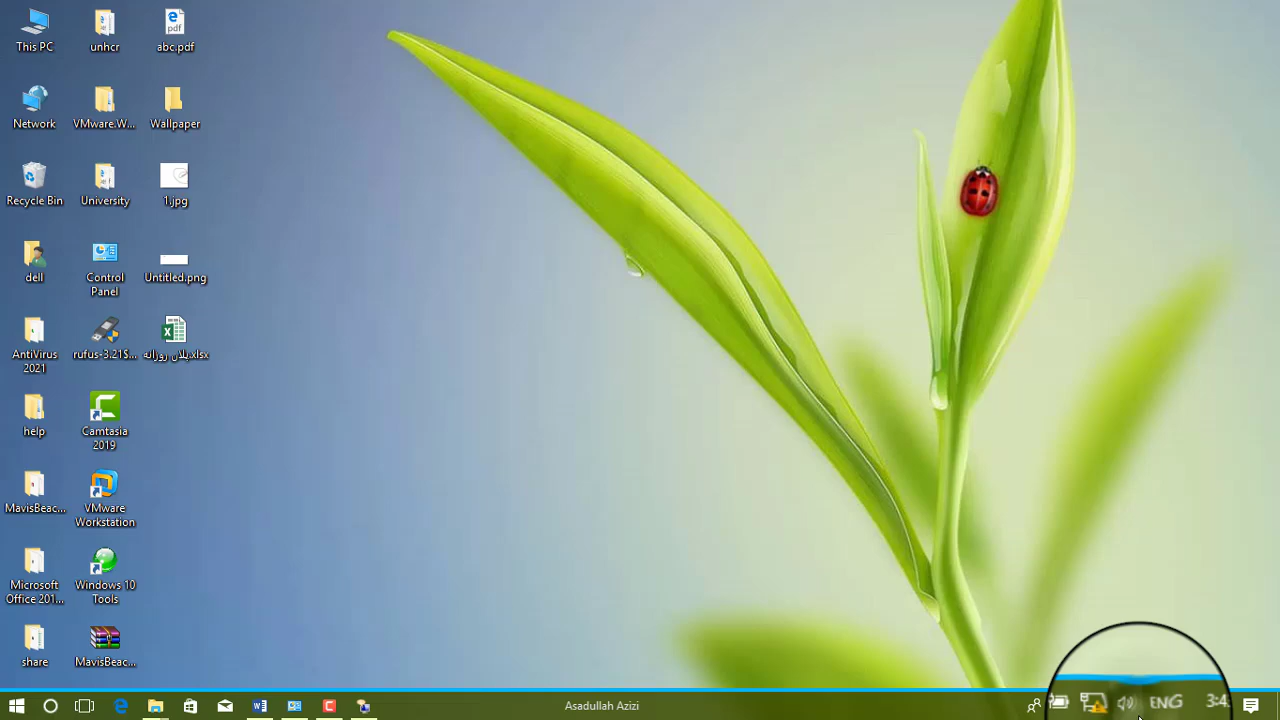 This PC
unhcr
abc.pdf
Network
VMware.W...
Wallpaper
Recycle Bin
University
1.jpg
dell
Control
Panel
Untitled.png
AntiVirus
2021
rufus-3.21S...
پلان روزانه.xlsx
help
Camtasia
2019
MavisBeac...
VMware
Workstation
Microsoft
Office 201...
Windows 10
Tools
share
MavisBeac...
Asadullah Azizi
ENG